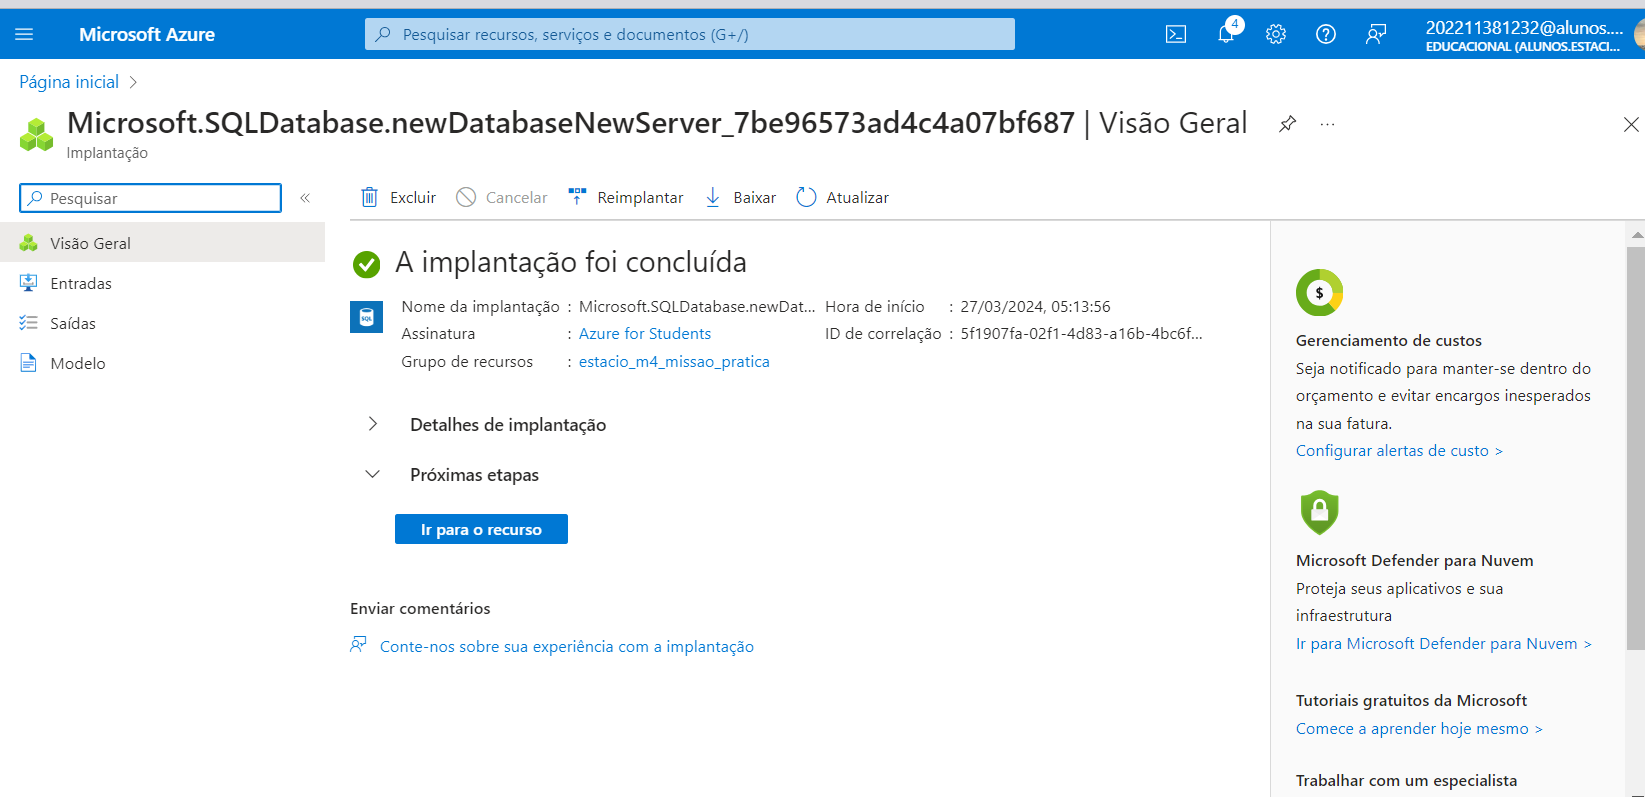 Microsoft Azure
Pesquisar recursos, serviços e documentos (G+/)
4
202211381232@alunos....
EDUCACIONAL (ALUNOS.ESTACI...
Página inicial >
Microsoft.SQLDatabase.newDatabaseNewServer_7be96573ad4c4a07bf687 | Visão Geral
Implantação
Pesquisar
Visão Geral
Entradas
Saídas
Modelo
Excluir
Cancelar
Reimplantar
Baixar
Atualizar
A implantação foi concluída
SQL
Nome da implantação : Microsoft.SQLDatabase.newDat...
Assinatura : Azure for Students
Grupo de recursos : estacio_m4_missao_pratica
Hora de início : 27/03/2024, 05:13:56
ID de correlação : 5f1907fa-02f1-4d83-a16b-4bc6f...
Detalhes de implantação
Próximas etapas
Ir para o recurso
Enviar comentários
Conte-nos sobre sua experiência com a implantação
$
Gerenciamento de custos
Seja notificado para manter-se dentro do
orçamento e evitar encargos inesperados
na sua fatura.
Configurar alertas de custo >
Microsoft Defender para Nuvem
Proteja seus aplicativos e sua
infraestrutura
Ir para Microsoft Defender para Nuvem >
Tutoriais gratuitos da Microsoft
Comece a aprender hoje mesmo >
Trabalhar com um especialista